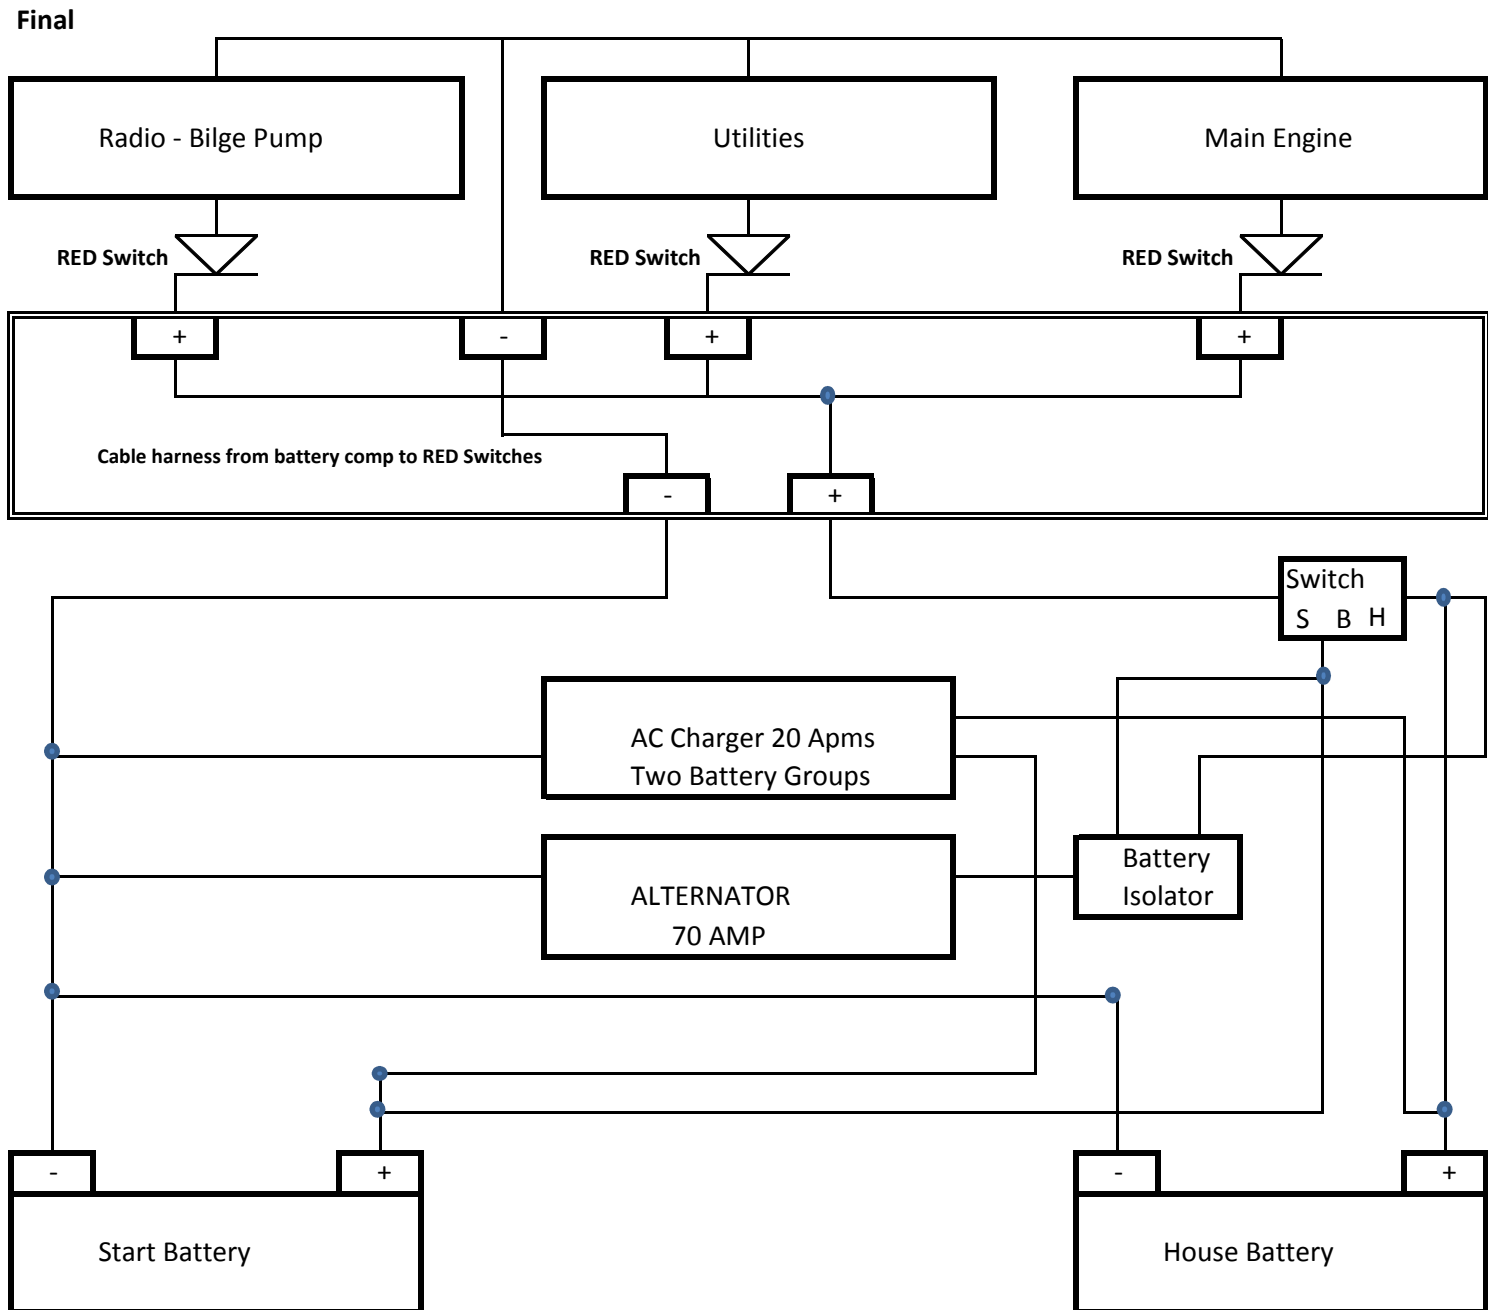 Final
Radio - Bilge Pump
Utilities
Main Engine
RED Switch
RED Switch
RED Switch
+
-
+
+
Cable harness from battery comp to RED Switches
-
+
Switch
S B H
AC Charger 20 Apms
Two Battery Groups
Battery
Isolator
ALTERNATOR
70 AMP
-
+
-
+
Start Battery
House Battery